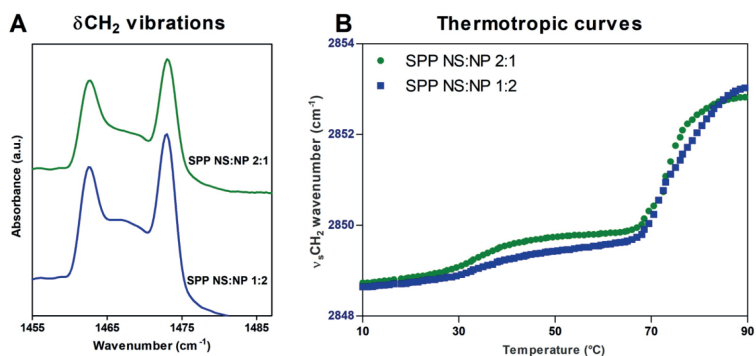 A
δCH₂ vibrations
Absorbance (a.u.)
SPP NS:NP 2:1
SPP NS:NP 1:2
1455
1465
1475
1485
Wavenumber (cm⁻¹)
B
Thermotropic curves
νₛCH₂ wavenumber (cm⁻¹)
2854
2852
2850
2848
SPP NS:NP 2:1
SPP NS:NP 1:2
10
30
50
70
90
Temperature (°C)